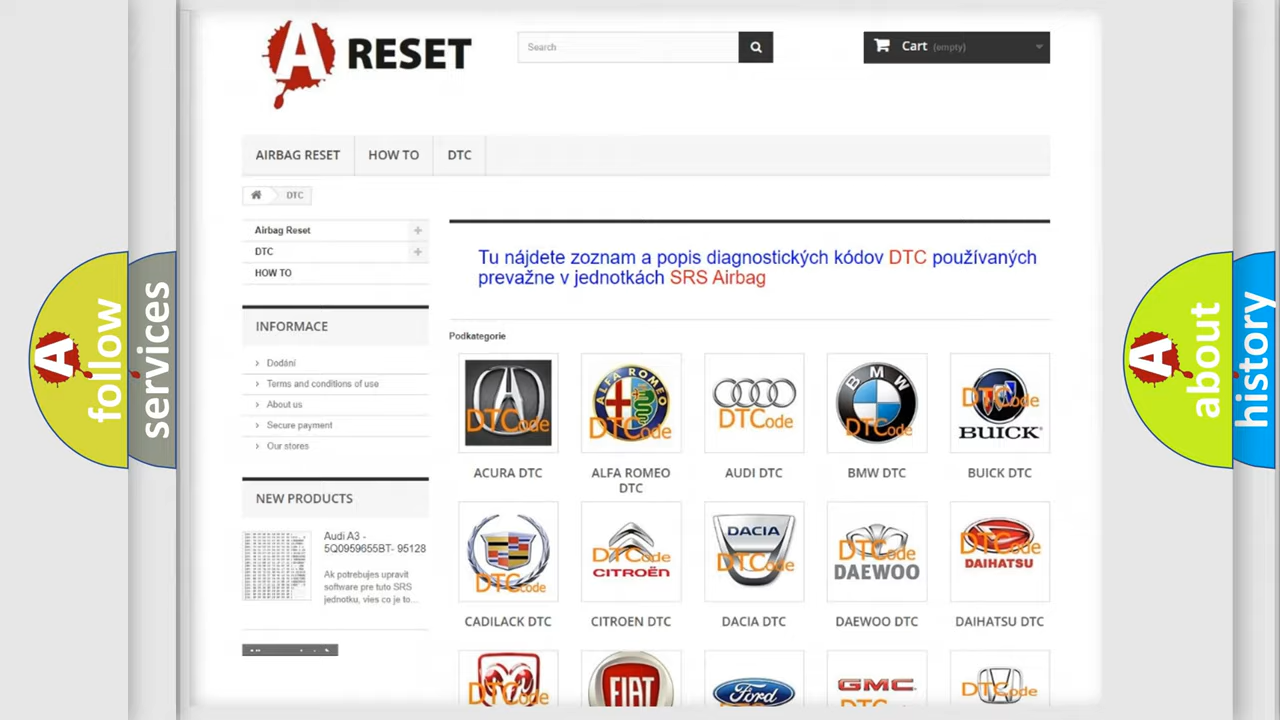 A RESET
Search
Cart (empty)
AIRBAG RESET
HOW TO
DTC
DTC
Airbag Reset
DTC
HOW TO
INFORMACE
Dodání
Terms and conditions of use
About us
Secure payment
Our stores
NEW PRODUCTS
Audi A3 -
5Q0959655BT- 95128
Ak potrebujes upravit
software pre tuto SRS
jednotku, vies co je to...
Tu nájdete zoznam a popis diagnostických kódov DTC používaných
prevažne v jednotkách SRS Airbag
Podkategorie
DTCode
ALFA ROMEO
DTCode
DTCode
BMW
DTCode
DTCode
BUICK
ACURA DTC
ALFA ROMEO
DTC
AUDI DTC
BMW DTC
BUICK DTC
DTCode
DTCode
CITROËN
DACIA
DTCode
DTCode
DAEWOO
DTCode
DAIHATSU
CADILACK DTC
CITROEN DTC
DACIA DTC
DAEWOO DTC
DAIHATSU DTC
DTCode
FIAT
Ford
GMC
DTCode
A follow
services
A about
history